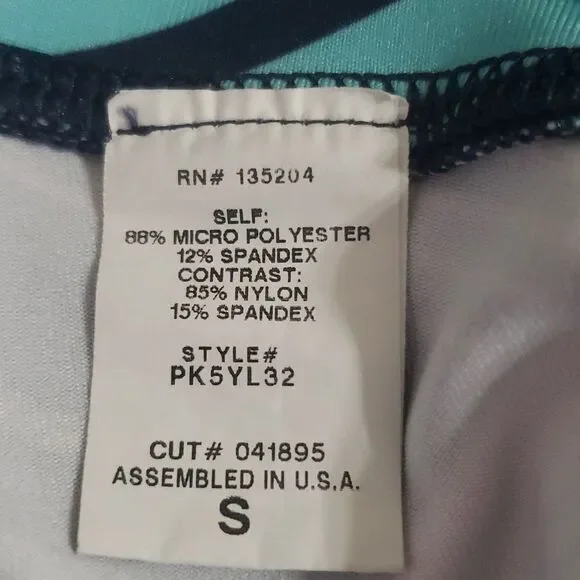 RN# 135204
SELF:
88% MICRO POLYESTER
12% SPANDEX
CONTRAST:
85% NYLON
15% SPANDEX
STYLE#
PK5YL32
CUT# 041895
ASSEMBLED IN U.S.A.
S